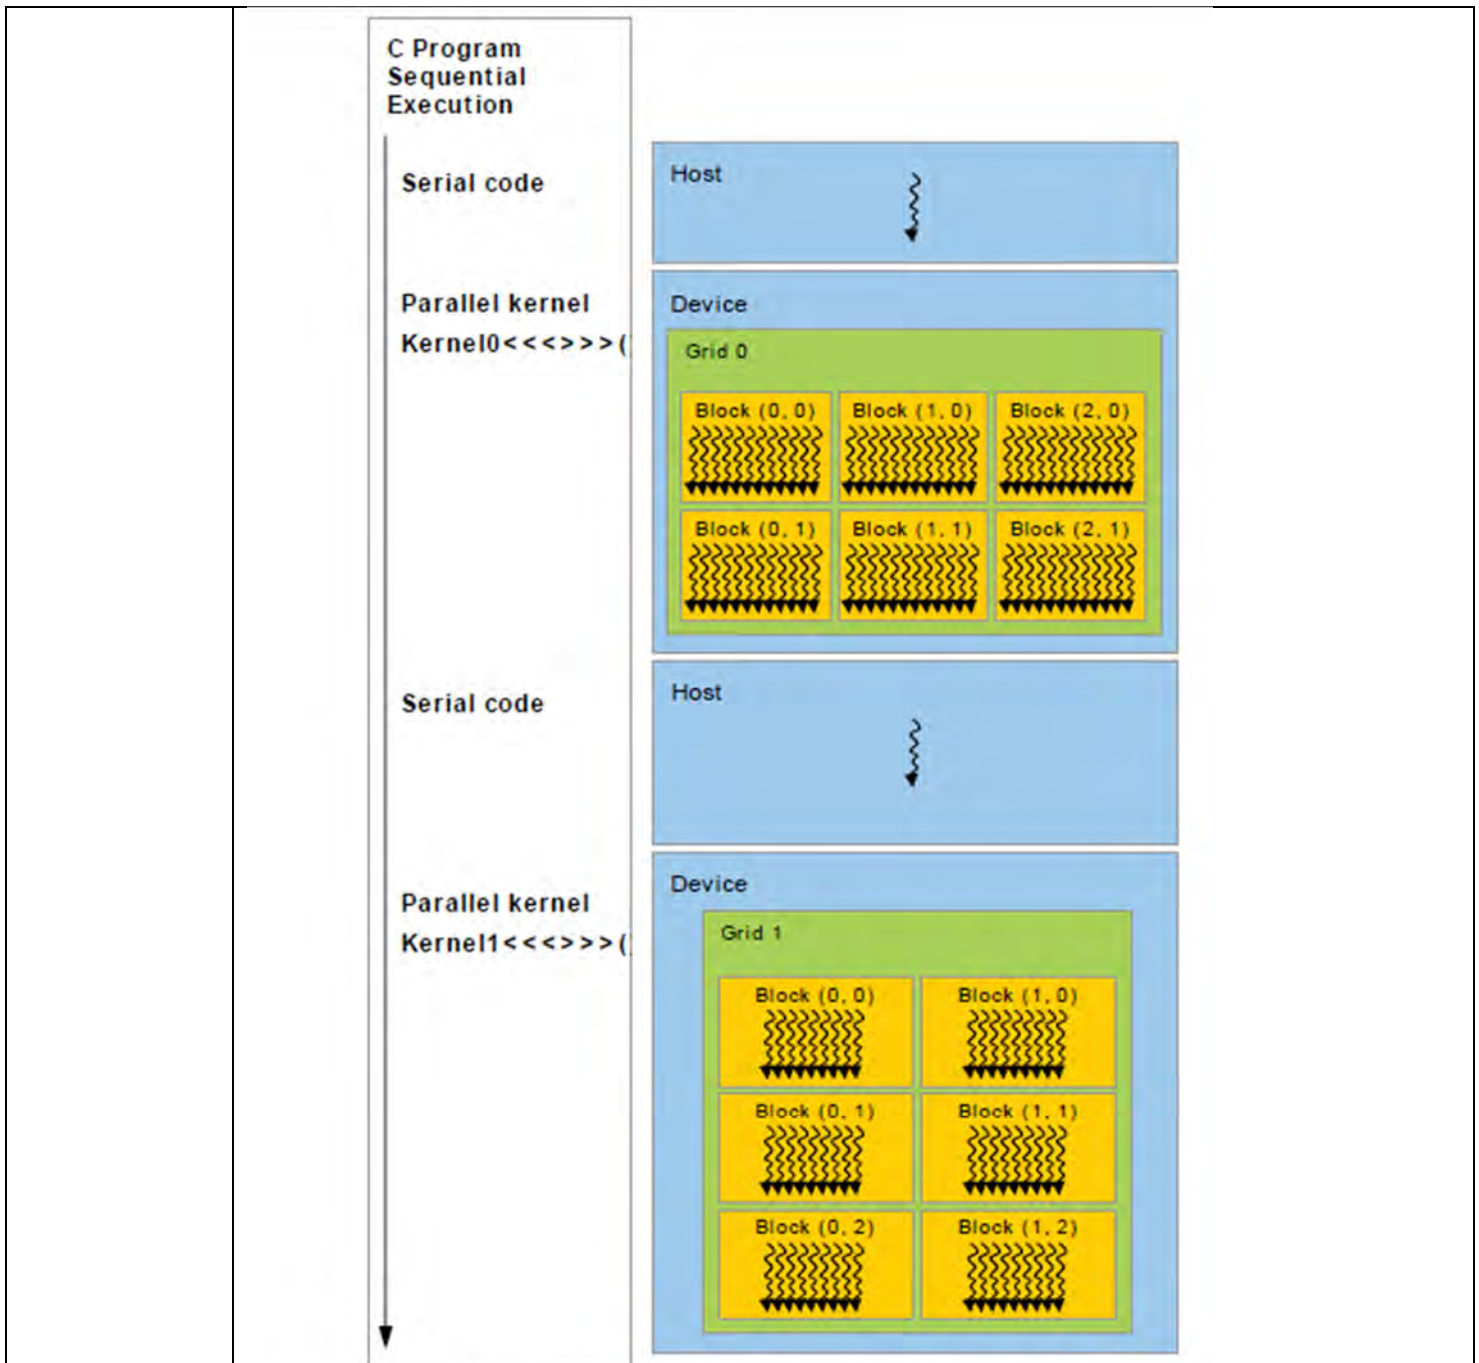 C Program
Sequential
Execution
Serial code
Host
Parallel kernel
Kernel0<<<>>>(
Device
Grid 0
Block (0, 0) Block (1, 0) Block (2, 0)
Block (0, 1) Block (1, 1) Block (2, 1)
Serial code
Host
Parallel kernel
Kernel1<<<>>>(
Device
Grid 1
Block (0, 0) Block (1, 0)
Block (0, 1) Block (1, 1)
Block (0, 2) Block (1, 2)